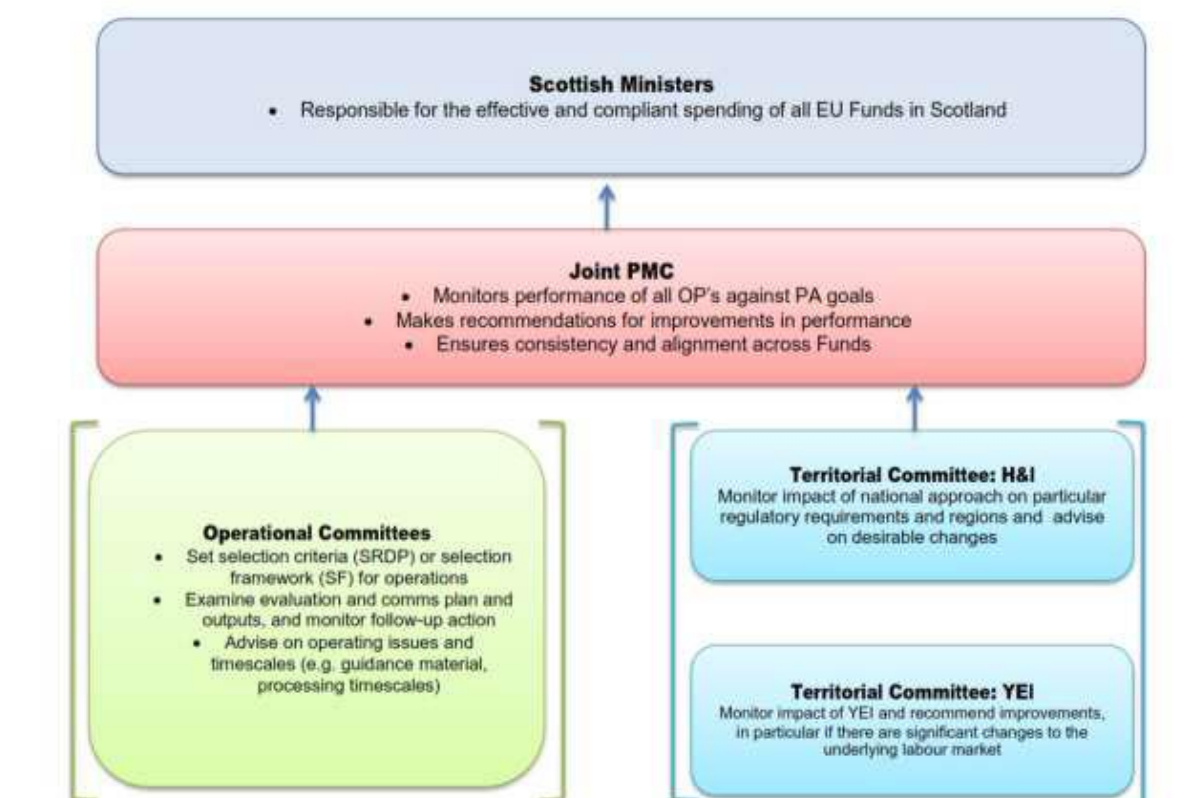 Scottish Ministers
• Responsible for the effective and compliant spending of all EU Funds in Scotland
Joint PMC
• Monitors performance of all OP's against PA goals
• Makes recommendations for improvements in performance
• Ensures consistency and alignment across Funds
Operational Committees
• Set selection criteria (SRDP) or selection
framework (SF) for operations
• Examine evaluation and comms plan and
outputs, and monitor follow-up action
• Advise on operating issues and
timescales (e.g. guidance material,
processing timescales)
Territorial Committee: H&I
Monitor impact of national approach on particular
regulatory requirements and regions and advise
on desirable changes
Territorial Committee: YEI
Monitor impact of YEI and recommend improvements,
in particular if there are significant changes to the
underlying labour market